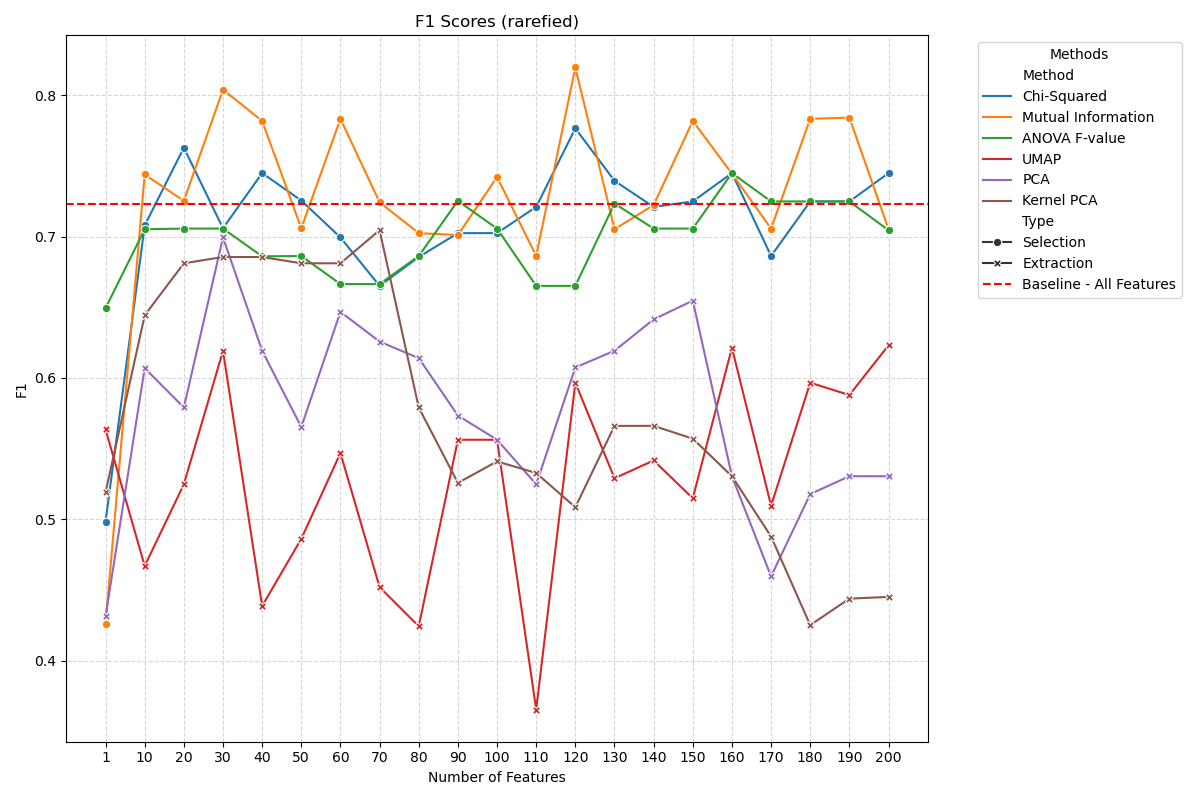 F1 Scores (rarefied)
F1
0.8
0.7
0.6
0.5
0.4
1 10 20 30 40 50 60 70 80 90 100 110 120 130 140 150 160 170 180 190 200
Number of Features
Methods
Method
Chi-Squared
Mutual Information
ANOVA F-value
UMAP
PCA
Kernel PCA
Type
Selection
Extraction
Baseline - All Features